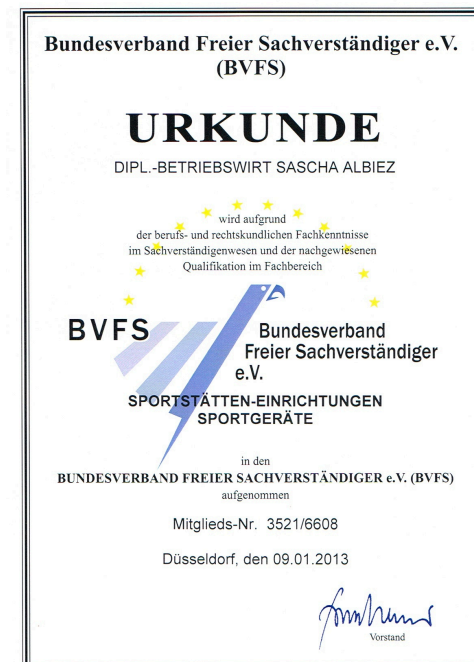 Bundesverband Freier Sachverständiger e.V.
(BVFS)
URKUNDE
DIPL.-BETRIEBSWIRT SASCHA ALBIEZ
wird aufgrund
der berufs- und rechtskundlichen Fachkenntnisse
im Sachverständigenwesen und der nachgewiesenen
Qualifikation im Fachbereich
BVFS
Bundesverband
Freier Sachverständiger
e.V.
SPORTSTÄTTEN-EINRICHTUNGEN
SPORTGERÄTE
in den
BUNDESVERBAND FREIER SACHVERSTÄNDIGER e.V. (BVFS)
aufgenommen
Mitglieds-Nr. 3521/6608
Düsseldorf, den 09.01.2013
Vorstand